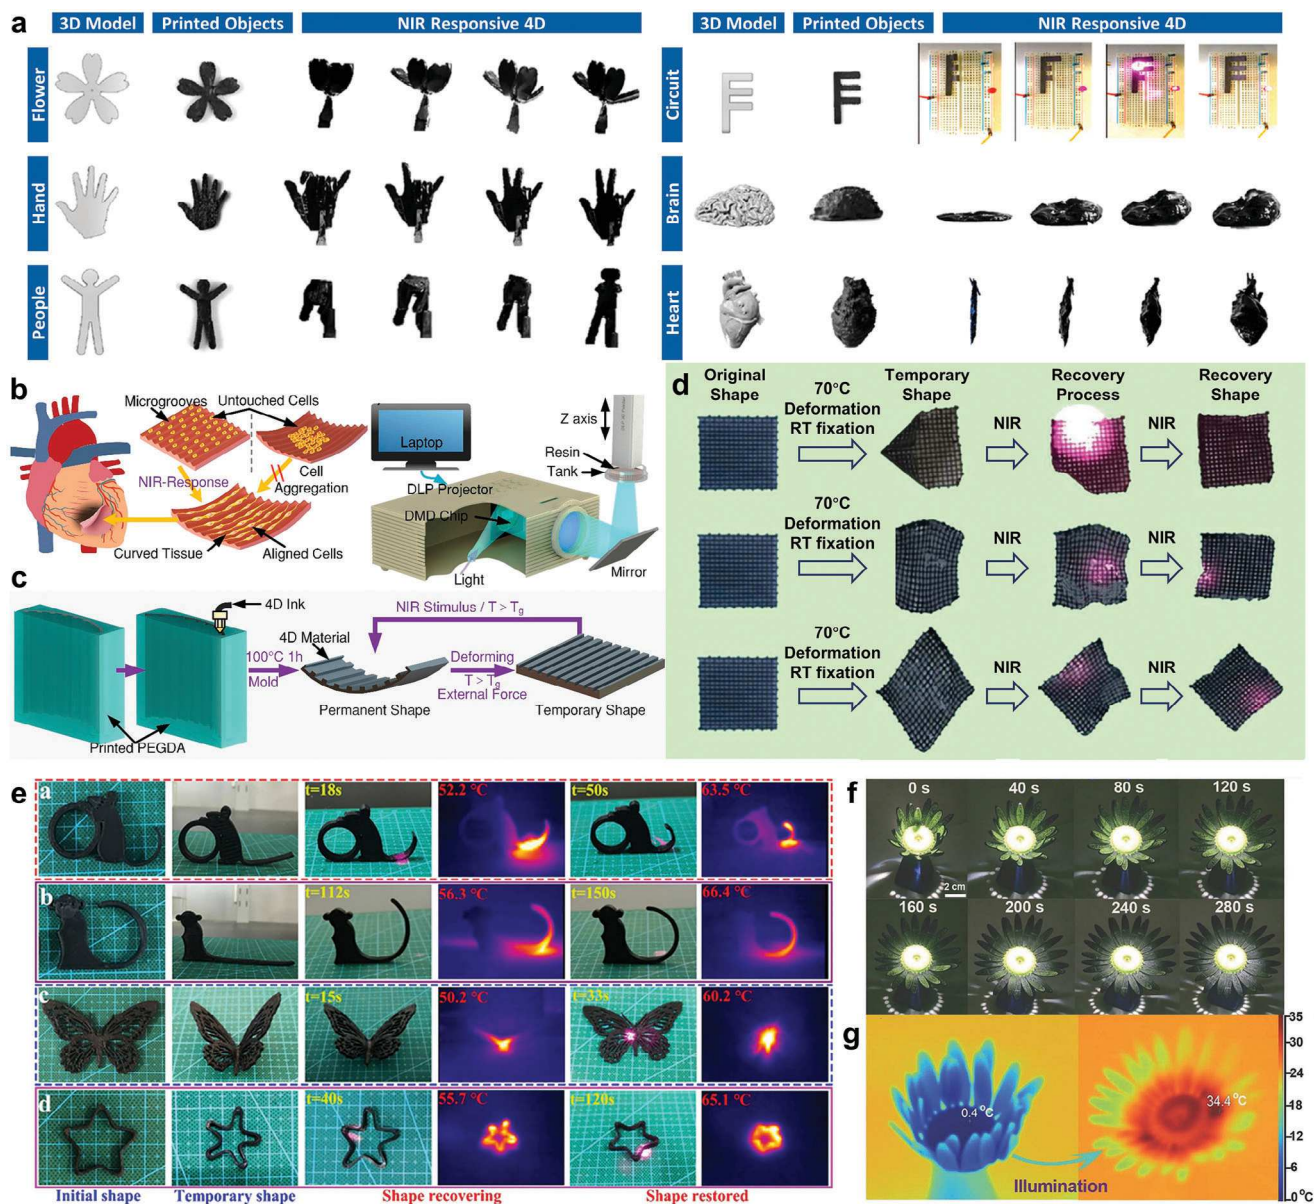 a
3D Model
Printed Objects
NIR Responsive 4D
Flower
Hand
People
3D Model
Printed Objects
NIR Responsive 4D
Circuit
Brain
Heart
b
Microgrooves
Untouched Cells
NIR-Response
Cell
Aggregation
Curved Tissue
Aligned Cells
Laptop
DLP Projector
DMD Chip
Light
Z axis
Resin
Tank
Mirror
c
4D Ink
100°C 1h
Mold
Printed PEGDA
4D Material
NIR Stimulus / T > Tg
Permanent Shape
Deforming
T > Tg
External Force
Temporary Shape
d
Original
Shape
70°C
Deformation
RT fixation
Temporary
Shape
NIR
Recovery
Process
NIR
Recovery
Shape
70°C
Deformation
RT fixation
NIR
NIR
70°C
Deformation
RT fixation
NIR
NIR
e
a
t=18s
52.2 °C
t=50s
63.5 °C
b
t=112s
56.3 °C
t=150s
66.4 °C
c
t=15s
50.2 °C
t=33s
60.2 °C
d
t=40s
55.7 °C
t=120s
65.1 °C
Initial shape
Temporary shape
Shape recovering
Shape restored
f
0 s
40 s
80 s
120 s
2 cm
160 s
200 s
240 s
280 s
g
0.4 °C
34.4 °C
Illumination
35
30
24
18
12
6
0°C